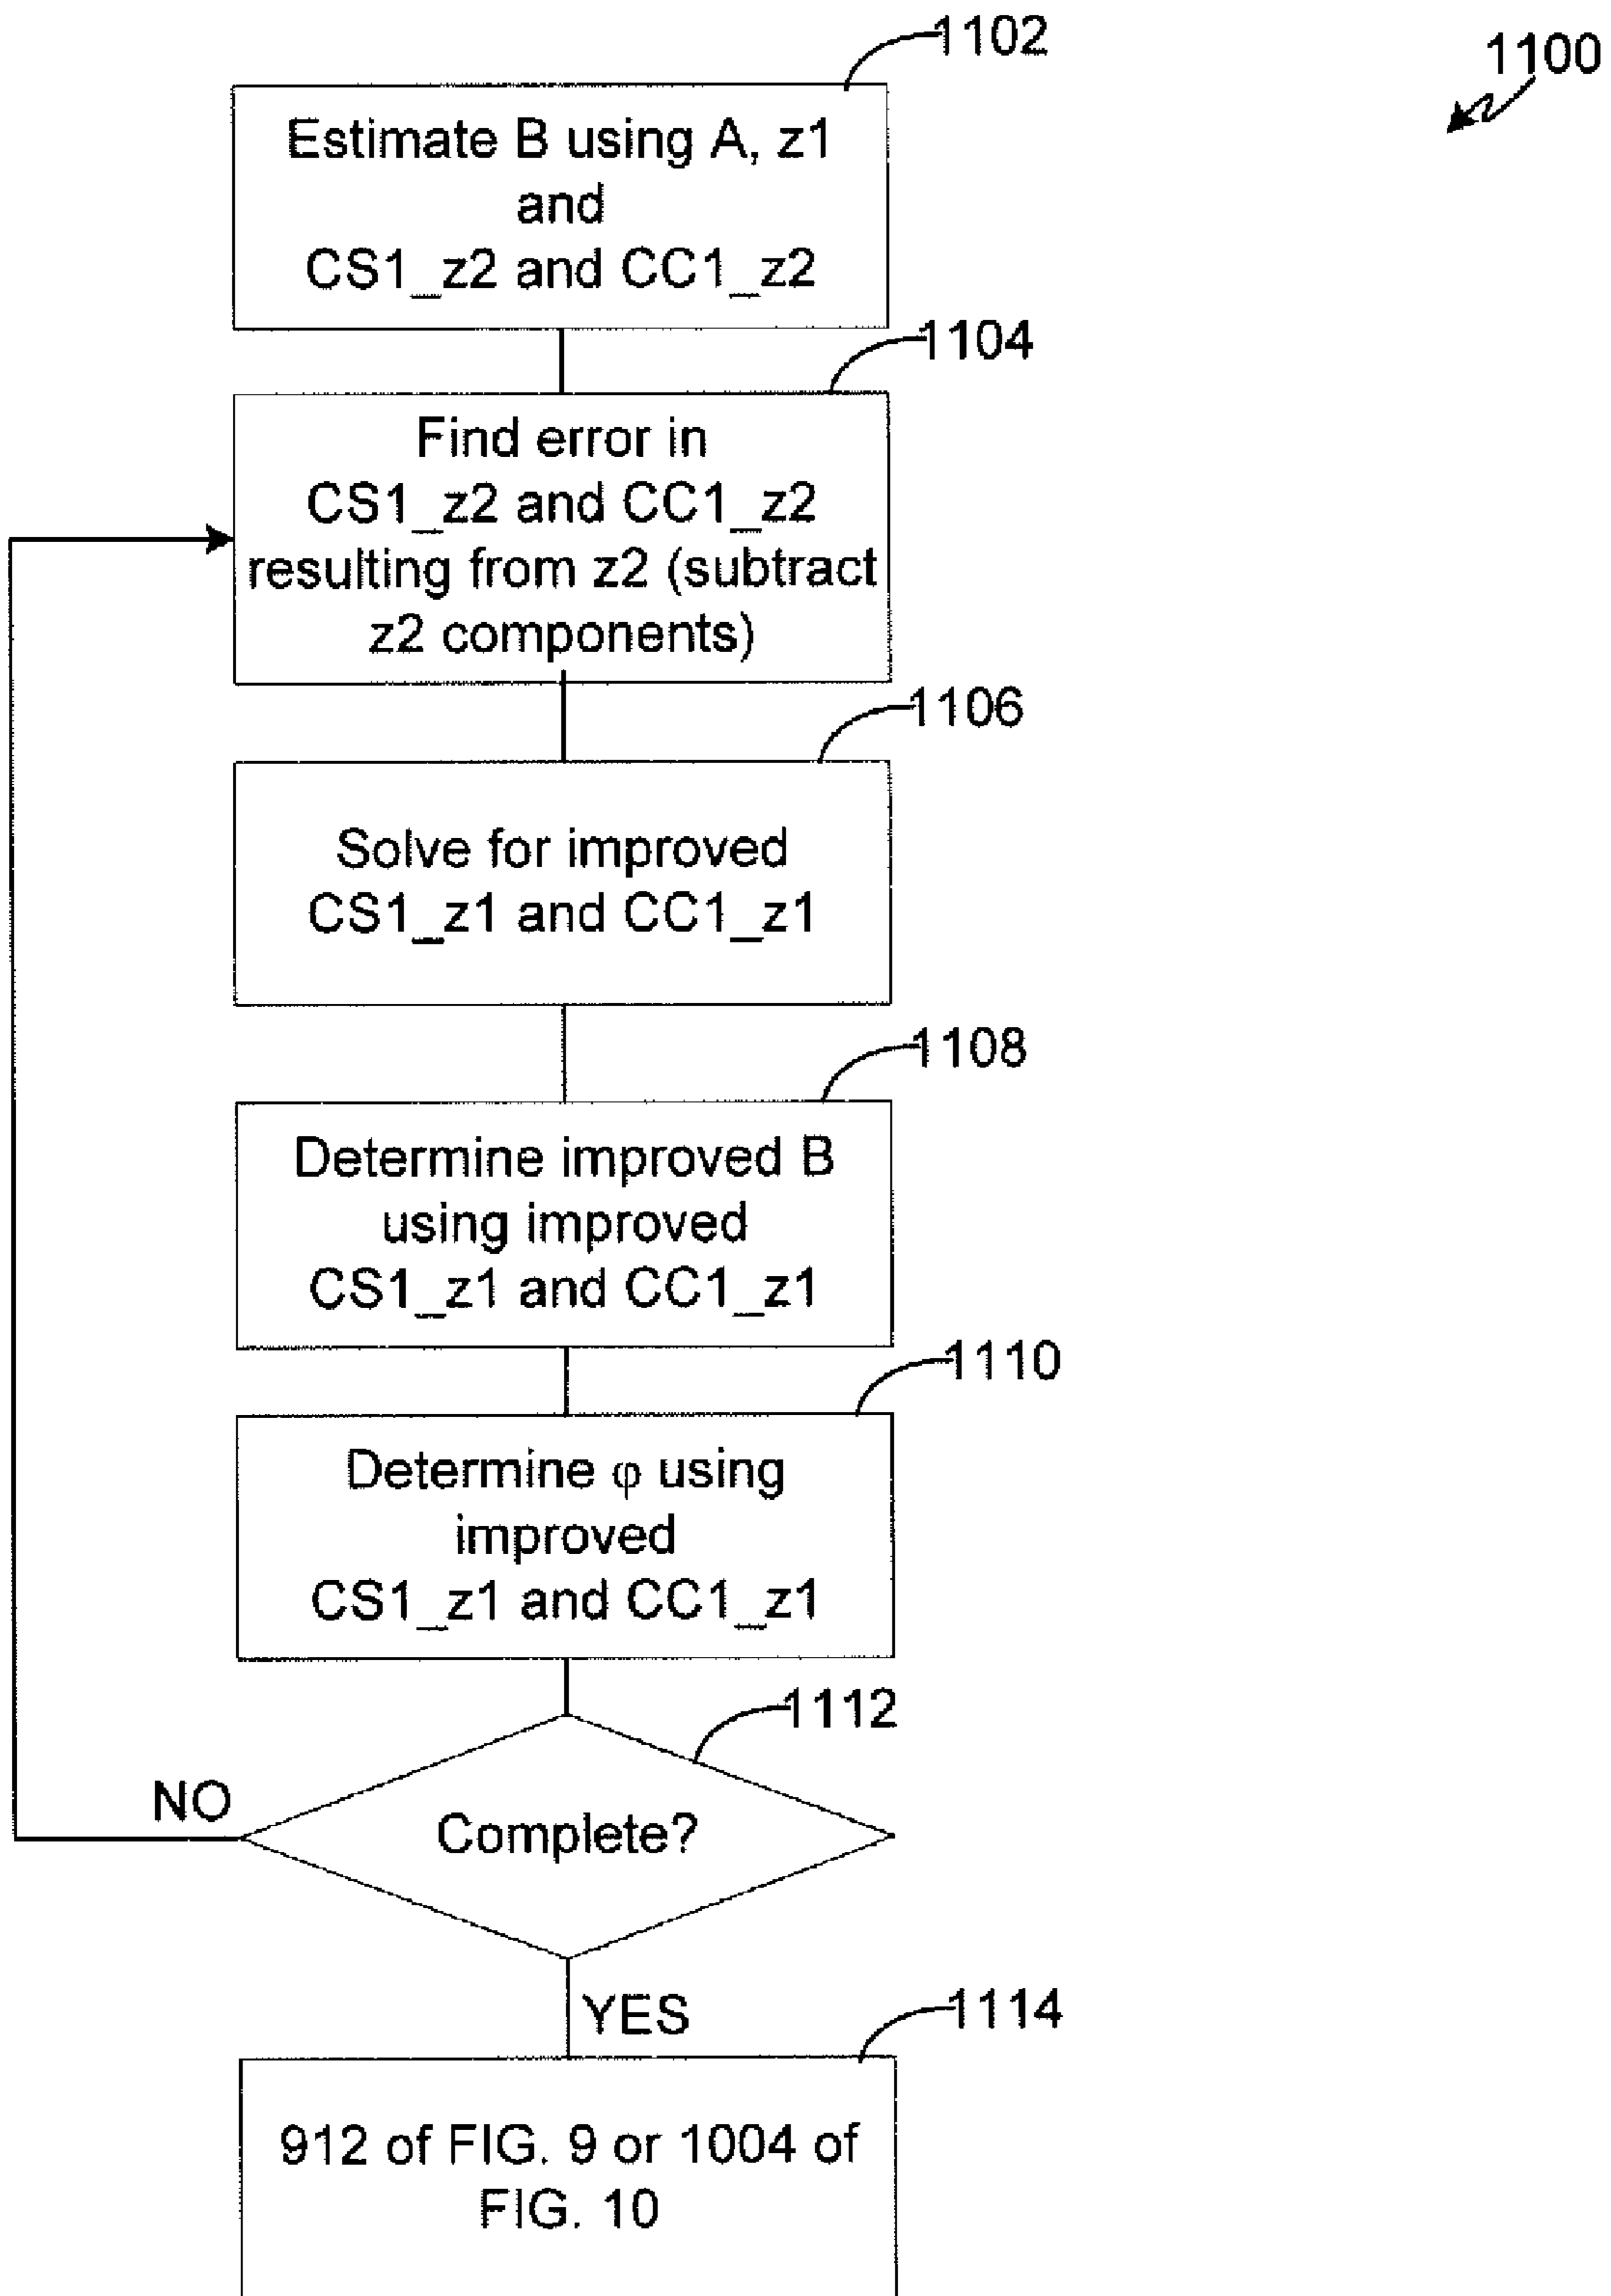 1102
1100
Estimate B using A, z1
and
CS1_z2 and CC1_z2
1104
Find error in
CS1_z2 and CC1_z2
resulting from z2 (subtract
z2 components)
1106
Solve for improved
CS1_z1 and CC1_z1
1108
Determine improved B
using improved
CS1_z1 and CC1_z1
1110
Determine φ using
improved
CS1_z1 and CC1_z1
1112
NO
Complete?
YES
1114
912 of FIG. 9 or 1004 of
FIG. 10